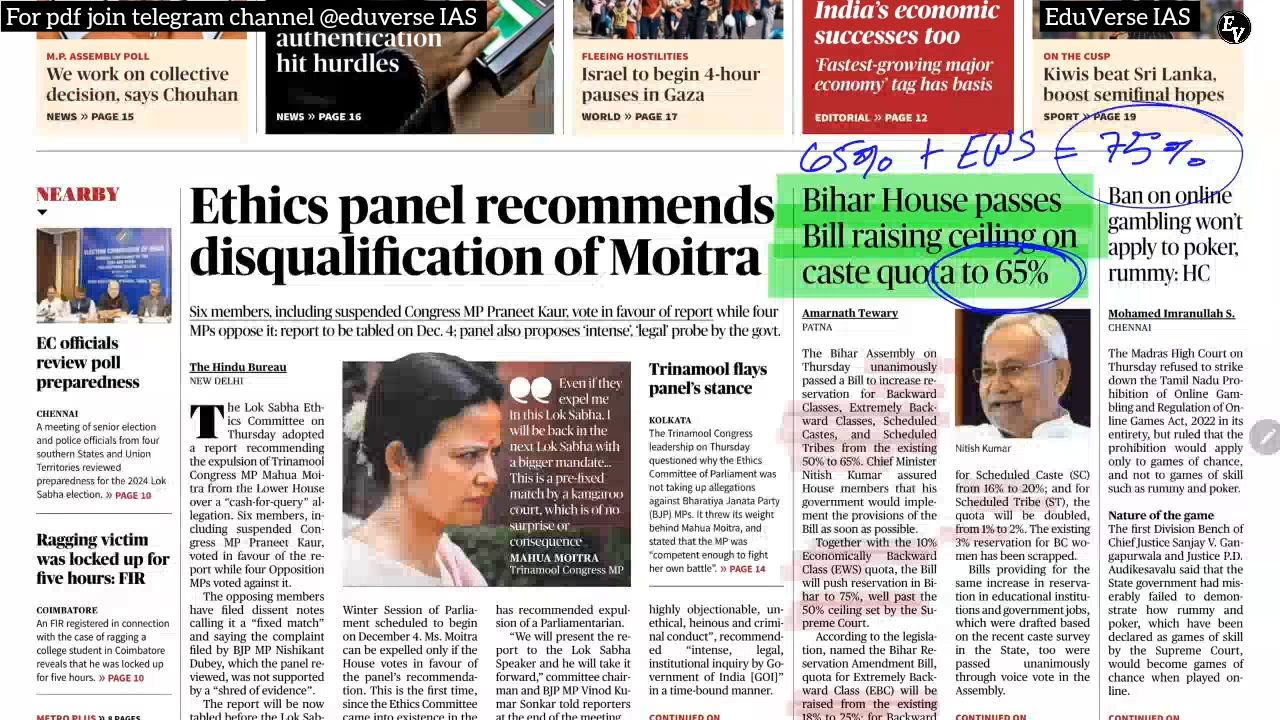 For pdf join telegram channel @eduverse IAS
EduVerse IAS
EV
M.P. ASSEMBLY POLL
We work on collective
decision, says Chouhan
NEWS » PAGE 15
authentication
hit hurdles
NEWS » PAGE 16
FLEEING HOSTILITIES
Israel to begin 4-hour
pauses in Gaza
WORLD » PAGE 17
India’s economic
successes too
‘Fastest-growing major
economy’ tag has basis
EDITORIAL » PAGE 12
ON THE CUSP
Kiwis beat Sri Lanka,
boost semifinal hopes
SPORT » PAGE 19
65% + EWS = 75%
NEARBY
EC officials
review poll
preparedness
CHENNAI
A meeting of senior election
and police officials from four
southern States and Union
Territories reviewed
preparedness for the 2024 Lok
Sabha election. » PAGE 10
Ragging victim
was locked up for
five hours: FIR
COIMBATORE
An FIR registered in connection
with the case of ragging a
college student in Coimbatore
reveals that he was locked up
for five hours. » PAGE 10
METRO PLUS » 8 PAGES
Ethics panel recommends
disqualification of Moitra
Six members, including suspended Congress MP Praneet Kaur, vote in favour of report while four
MPs oppose it: report to be tabled on Dec. 4; panel also proposes ‘intense’, ‘legal’ probe by the govt.
The Hindu Bureau
NEW DELHI
The Lok Sabha Eth-
ics Committee on
Thursday adopted
a report recommending
the expulsion of Trinamool
Congress MP Mahua Moi-
tra from the Lower House
over a “cash-for-query” al-
legation. Six members, in-
cluding suspended Con-
gress MP Praneet Kaur,
voted in favour of the re-
port while four Opposition
MPs voted against it.
The opposing members
have filed dissent notes
calling it a “fixed match”
and saying the complaint
filed by BJP MP Nishikant
Dubey, which the panel re-
viewed, was not supported
by a “shred of evidence”.
The report will be now
tabled before the Lok Sab-
Even if they
expel me
in this Lok Sabha, I
will be back in the
next Lok Sabha with
a bigger mandate...
This is a pre-fixed
match by a kangaroo
court, which is of no
surprise or
consequence
MAHUA MOITRA
Trinamool Congress MP
Winter Session of Parlia-
ment scheduled to begin
on December 4. Ms. Moitra
can be expelled only if the
House votes in favour of
the panel’s recommenda-
tion. This is the first time,
since the Ethics Committee
came into existence in the
has recommended expul-
sion of a Parliamentarian.
“We will present the re-
port to the Lok Sabha
Speaker and he will take it
forward,” committee chair-
man and BJP MP Vinod Ku-
mar Sonkar told reporters
at the end of the meeting.
Trinamool flays
panel’s stance
KOLKATA
The Trinamool Congress
leadership on Thursday
questioned why the Ethics
Committee of Parliament was
not taking up allegations
against Bharatiya Janata Party
(BJP) MPs. It threw its weight
behind Mahua Moitra, and
stated that the MP was
“competent enough to fight
her own battle”. » PAGE 14
highly objectionable, un-
ethical, heinous and crimi-
nal conduct”, recommend-
ed “intense, legal,
institutional inquiry by Go-
vernment of India [GOI]”
in a time-bound manner.
CONTINUED ON
Bihar House passes
Bill raising ceiling on
caste quota to 65%
Amarnath Tewary
PATNA
The Bihar Assembly on
Thursday unanimously
passed a Bill to increase re-
servation for Backward
Classes, Extremely Back-
ward Classes, Scheduled
Castes, and Scheduled
Tribes from the existing
50% to 65%. Chief Minister
Nitish Kumar assured
House members that his
government would imple-
ment the provisions of the
Bill as soon as possible.
Together with the 10%
Economically Backward
Class (EWS) quota, the Bill
will push reservation in Bi-
har to 75%, well past the
50% ceiling set by the Su-
preme Court.
According to the legisla-
tion, named the Bihar Re-
servation Amendment Bill,
quota for Extremely Back-
ward Class (EBC) will be
raised from the existing
18% to 25%; for Backward
Nitish Kumar
for Scheduled Caste (SC)
from 16% to 20%; and for
Scheduled Tribe (ST), the
quota will be doubled,
from 1% to 2%. The existing
3% reservation for BC wo-
men has been scrapped.
Bills providing for the
same increase in reserva-
tion in educational institu-
tions and government jobs,
which were drafted based
on the recent caste survey
in the State, too were
passed unanimously
through voice vote in the
Assembly.
Ban on online
gambling won’t
apply to poker,
rummy: HC
Mohamed Imranullah S.
CHENNAI
The Madras High Court on
Thursday refused to strike
down the Tamil Nadu Pro-
hibition of Online Gam-
bling and Regulation of On-
line Games Act, 2022 in its
entirety, but ruled that the
prohibition would apply
only to games of chance,
and not to games of skill
such as rummy and poker.
Nature of the game
The first Division Bench of
Chief Justice Sanjay V. Gan-
gapurwala and Justice P.D.
Audikesavalu said that the
State government had mis-
erably failed to demon-
strate how rummy and
poker, which have been
declared as games of skill
by the Supreme Court,
would become games of
chance when played on-
line.
CONTINUED ON